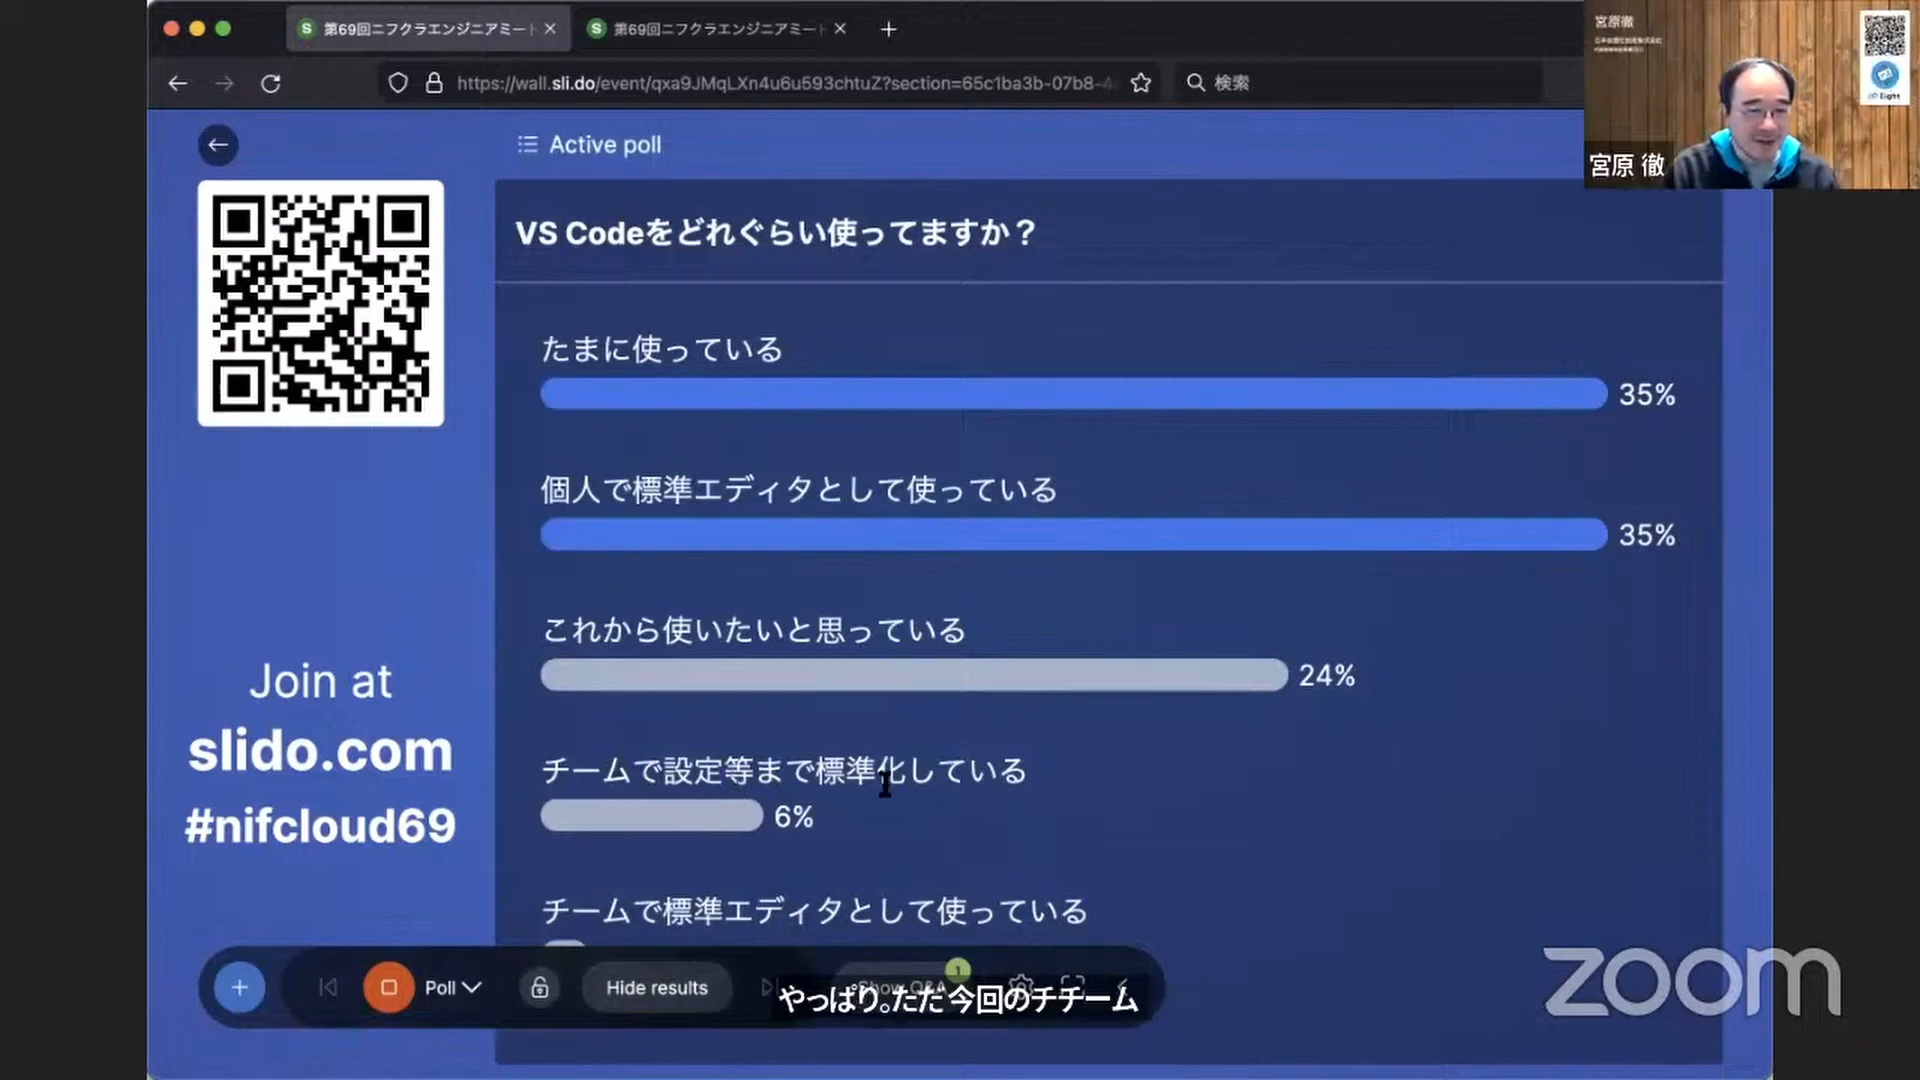 第69回ニフクラエンジニアミート
第69回ニフクラエンジニアミート
https://wall.sli.do/event/qxa9JMqLXn4u6u593chtuZ?section=65c1ba3b-07b8-4
検索
宮原徹
宮原 徹
Active poll
VS Codeをどれぐらい使ってますか？
たまに使っている
35%
個人で標準エディタとして使っている
35%
これから使いたいと思っている
24%
チームで設定等まで標準化している
6%
チームで標準エディタとして使っている
Join at
slido.com
#nifcloud69
Poll
Hide results
1
Show Q&A
やっぱり。ただ 今回のチチーム
zoom